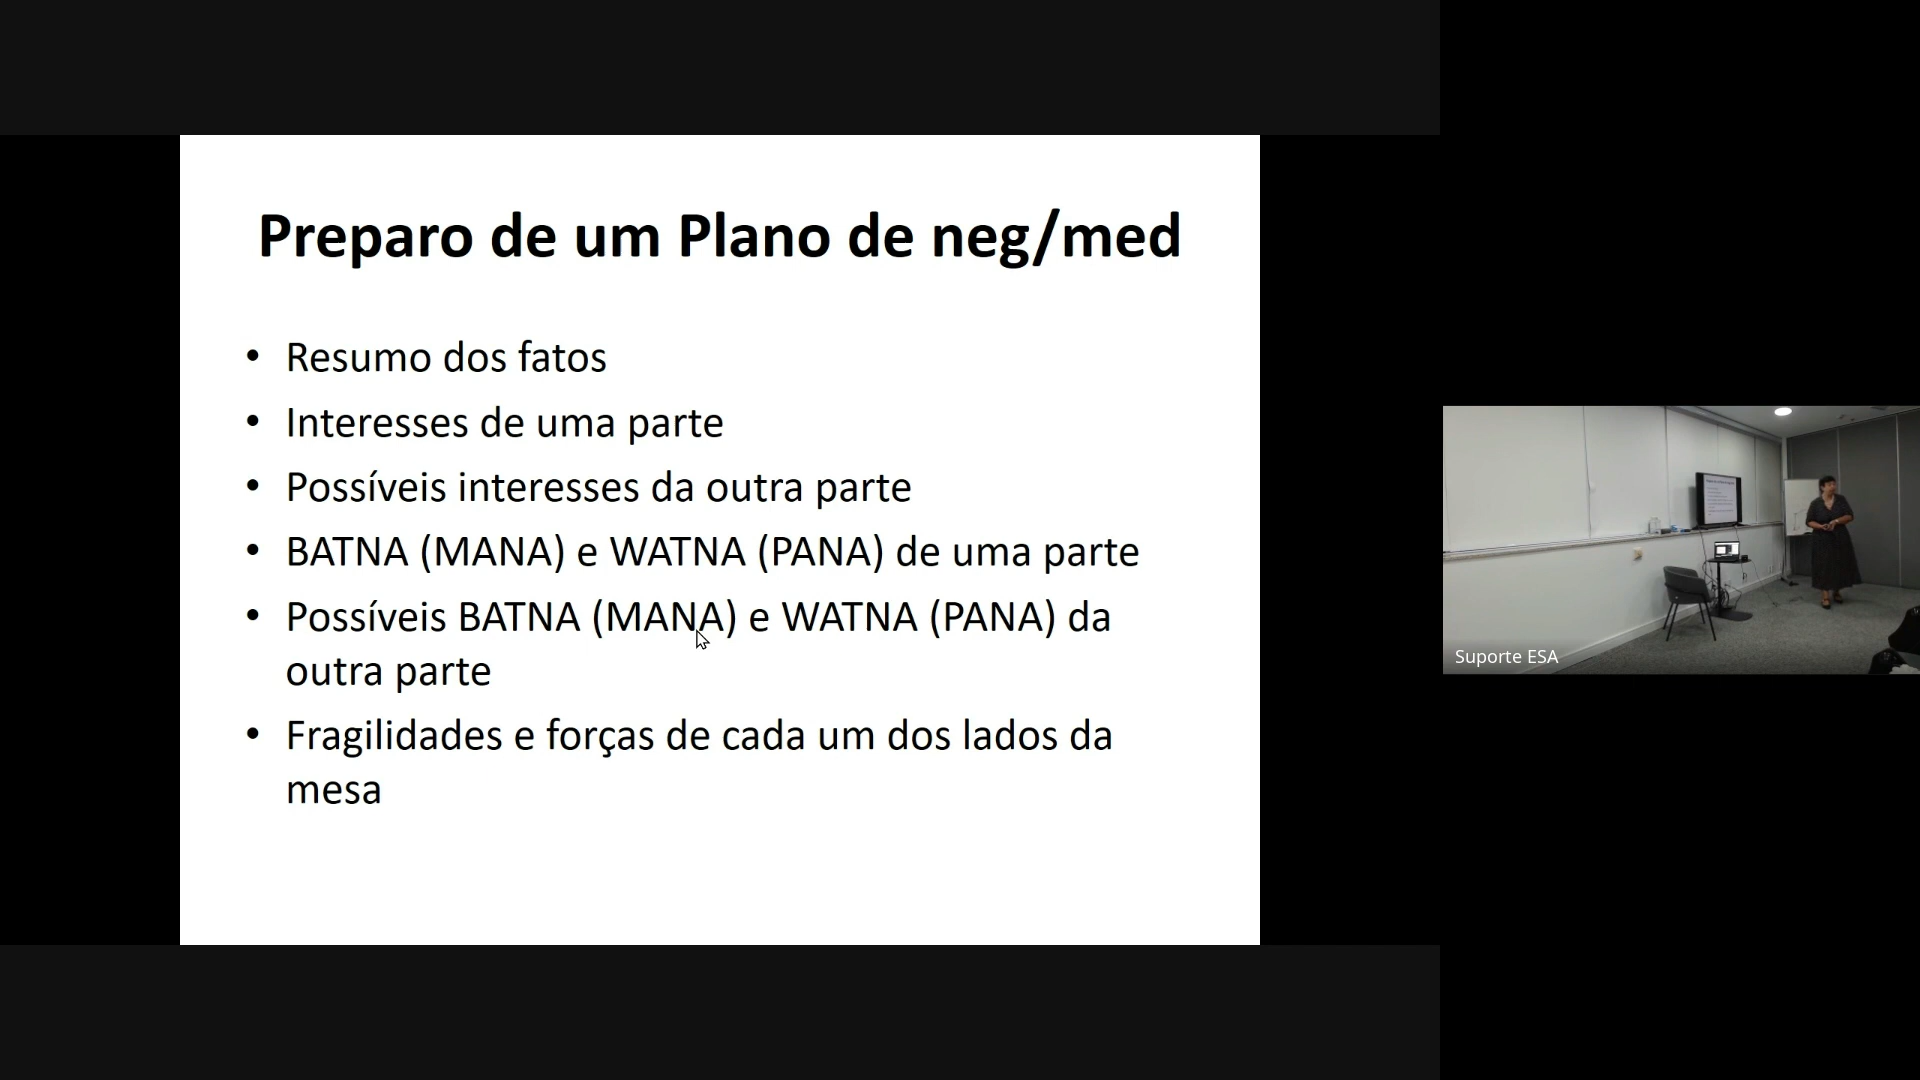 Preparo de um Plano de neg/med
• Resumo dos fatos
• Interesses de uma parte
• Possíveis interesses da outra parte
• BATNA (MANA) e WATNA (PANA) de uma parte
• Possíveis BATNA (MANA) e WATNA (PANA) da
outra parte
• Fragilidades e forças de cada um dos lados da
mesa
Suporte ESA